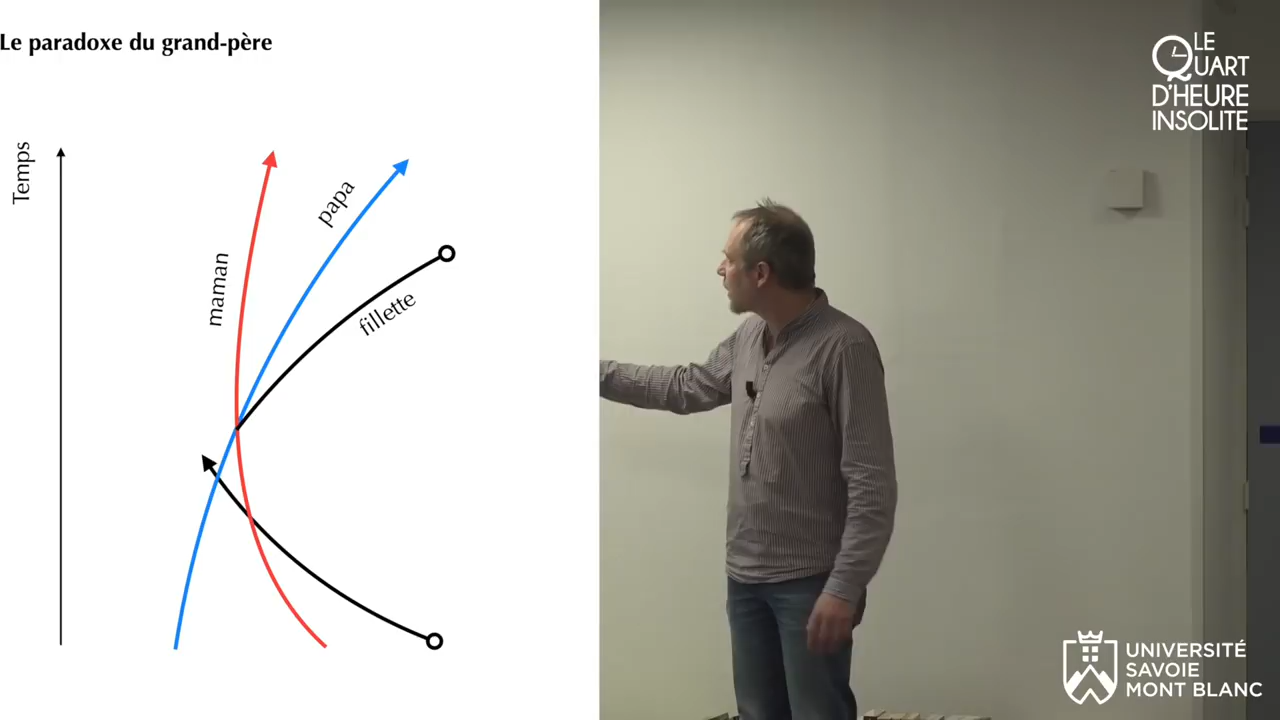 Le paradoxe du grand-père
Temps
maman
papa
fillette
LE
QUART
D'HEURE
INSOLITE
UNIVERSITÉ
SAVOIE
MONT BLANC